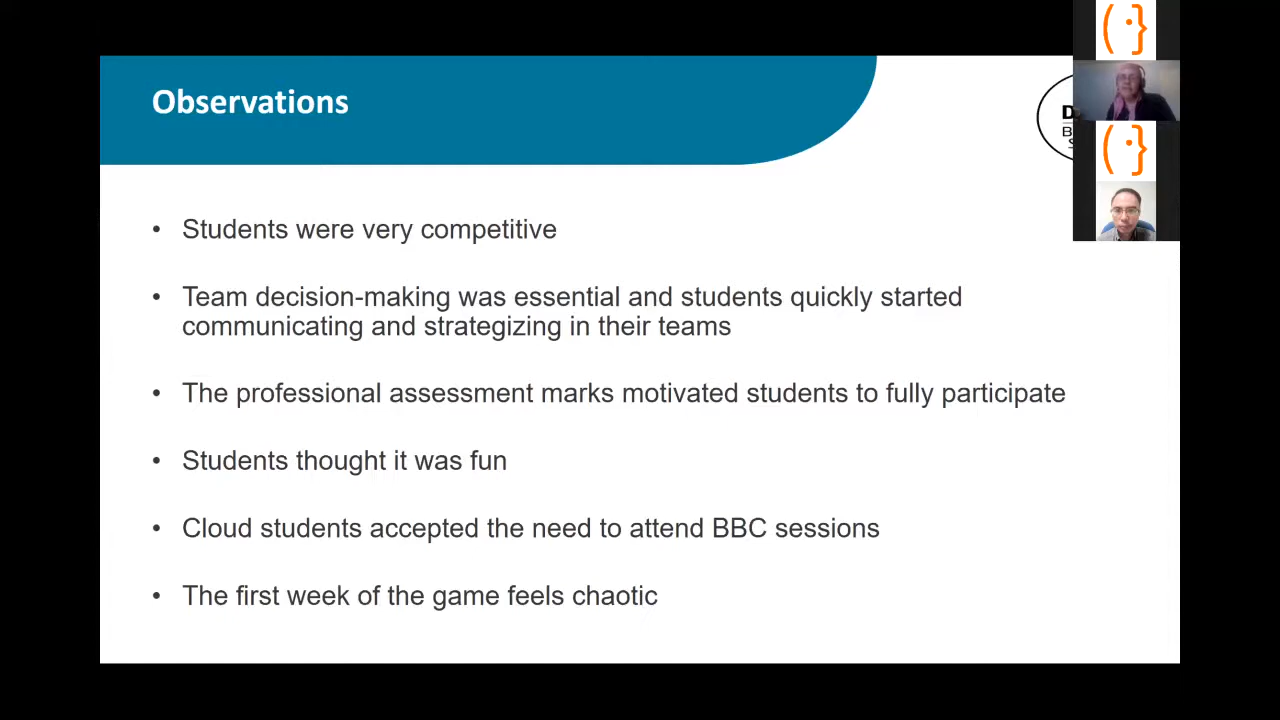 Observations
• Students were very competitive
• Team decision-making was essential and students quickly started
communicating and strategizing in their teams
• The professional assessment marks motivated students to fully participate
• Students thought it was fun
• Cloud students accepted the need to attend BBC sessions
• The first week of the game feels chaotic